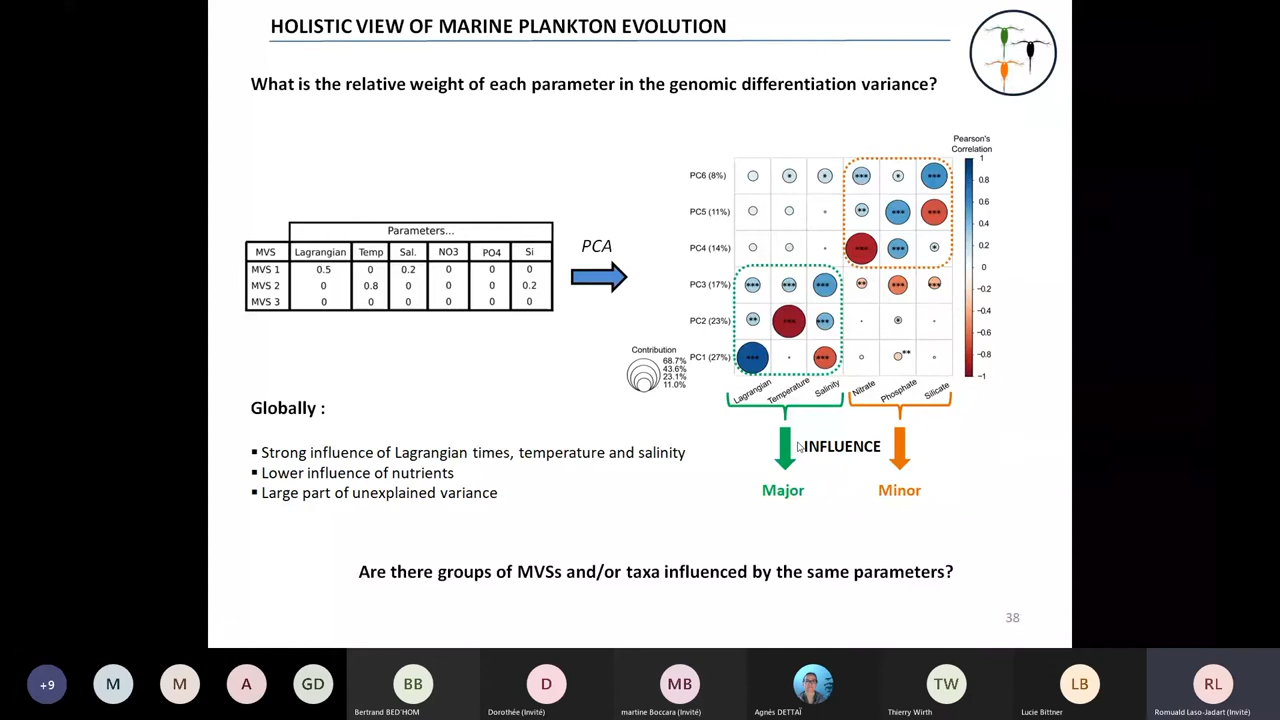 HOLISTIC VIEW OF MARINE PLANKTON EVOLUTION
What is the relative weight of each parameter in the genomic differentiation variance?
Parameters...
MVS Lagrangian Temp Sal. NO3 PO4 Si
MVS 1 0.5 0 0.2 0 0 0
MVS 2 0 0.8 0 0 0 0.2
MVS 3 0 0 0 0 0 0
PCA
Pearson's
Correlation
1
0.8
0.6
0.4
0.2
0
−0.2
−0.4
−0.6
−0.8
−1
PC6 (8%) * * *** * ***
PC5 (11%) ** *** ***
PC4 (14%) *** *** *
PC3 (17%) *** *** *** ** *** ***
PC2 (23%) ** *** *** *
PC1 (27%) *** *** **
Contribution
68.7%
43.6%
23.1%
11.0%
Lagrangian Temperature Salinity Nitrate Phosphate Silicate
INFLUENCE
Major Minor
Globally :
▪ Strong influence of Lagrangian times, temperature and salinity
▪ Lower influence of nutrients
▪ Large part of unexplained variance
Are there groups of MVSs and/or taxa influenced by the same parameters?
38
+9 M M A GD BB D MB TW LB RL
Bertrand BED'HOM Dorothée (Invité) martine Boccara (Invité) Agnès DETTAÏ Thierry Wirth Lucie Bittner Romuald Laso-Jadart (Invité)